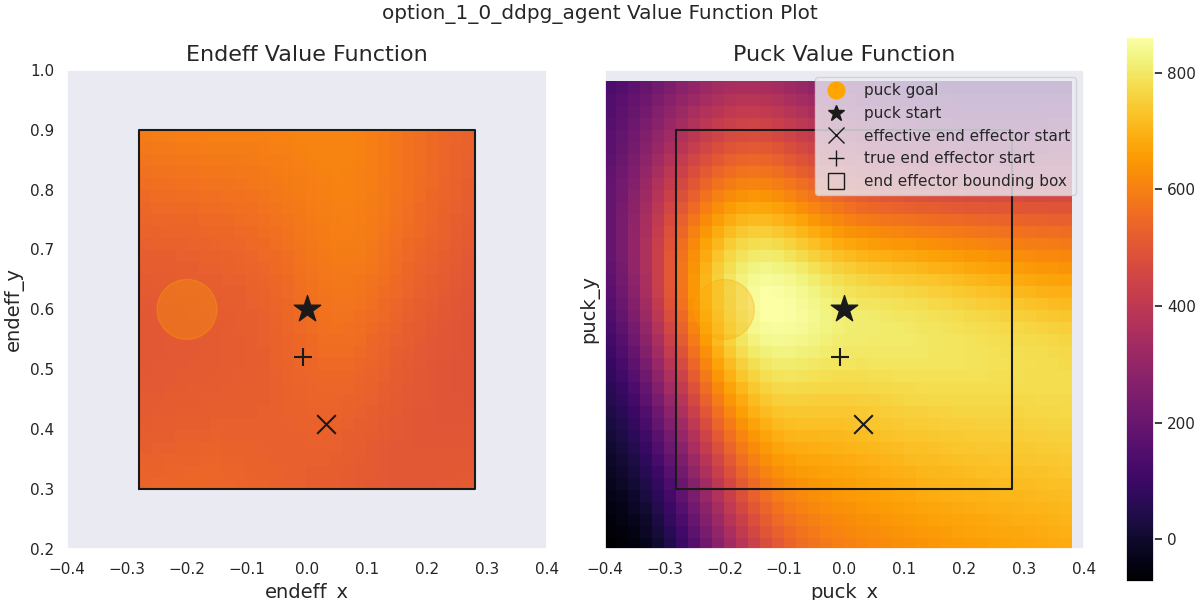 option_1_0_ddpg_agent Value Function Plot
Endeff Value Function
Puck Value Function
1.0
0.9
0.8
0.7
0.6
0.5
0.4
0.3
0.2
endeff_y
−0.4 −0.3 −0.2 −0.1 0.0 0.1 0.2 0.3 0.4
endeff_x
puck_y
puck goal
puck start
effective end effector start
true end effector start
end effector bounding box
−0.4 −0.3 −0.2 −0.1 0.0 0.1 0.2 0.3 0.4
puck_x
800
600
400
200
0